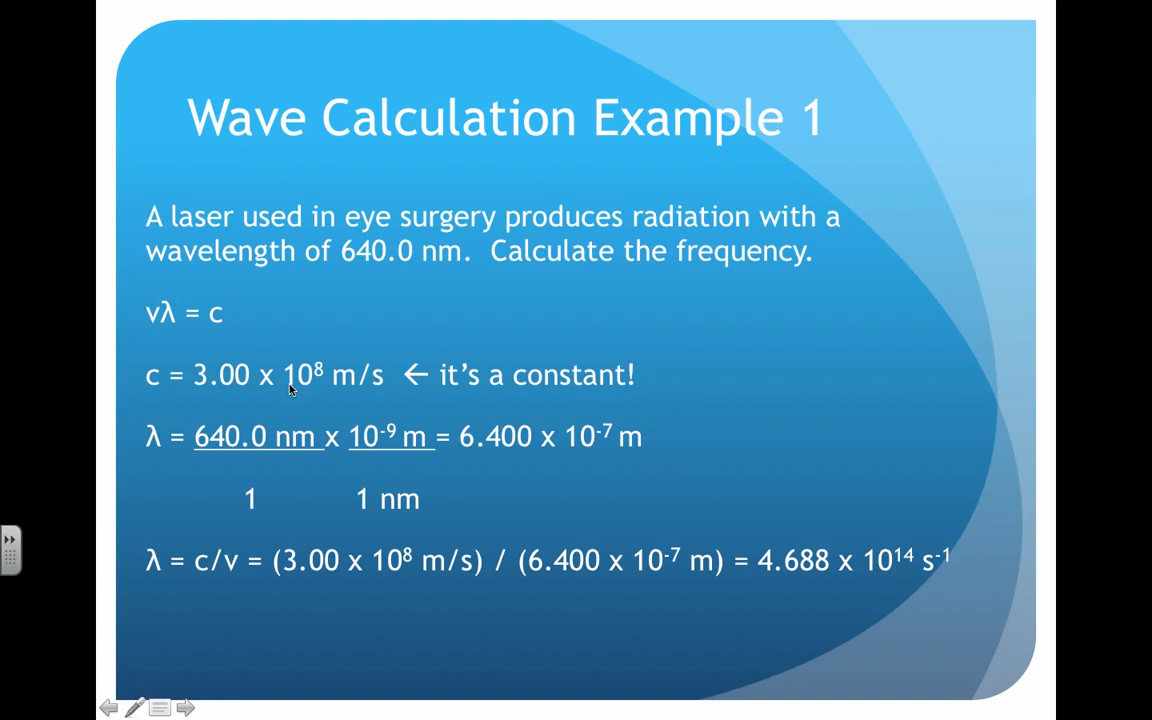 Wave Calculation Example 1
A laser used in eye surgery produces radiation with a
wavelength of 640.0 nm.  Calculate the frequency.
vλ = c
c = 3.00 x 10⁸ m/s ← it’s a constant!
λ = 640.0 nm x 10⁻⁹ m = 6.400 x 10⁻⁷ m
1 1 nm
λ = c/v = (3.00 x 10⁸ m/s) / (6.400 x 10⁻⁷ m) = 4.688 x 10¹⁴ s⁻¹